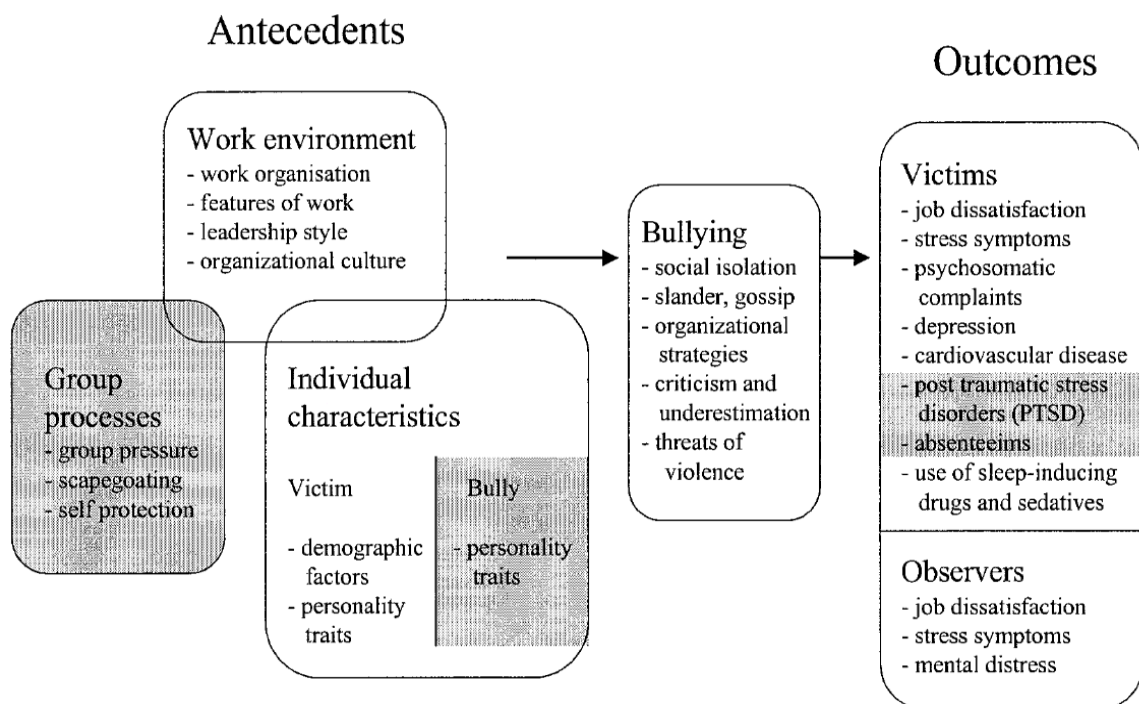 Antecedents
Outcomes
Work environment
- work organisation
- features of work
- leadership style
- organizational culture
Group
processes
- group pressure
- scapegoating
- self protection
Individual
characteristics
Victim
- demographic
factors
- personality
traits
Bully
- personality
traits
Bullying
- social isolation
- slander, gossip
- organizational
strategies
- criticism and
underestimation
- threats of
violence
Victims
- job dissatisfaction
- stress symptoms
- psychosomatic
complaints
- depression
- cardiovascular disease
- post traumatic stress
disorders (PTSD)
- absenteeims
- use of sleep-inducing
drugs and sedatives
Observers
- job dissatisfaction
- stress symptoms
- mental distress